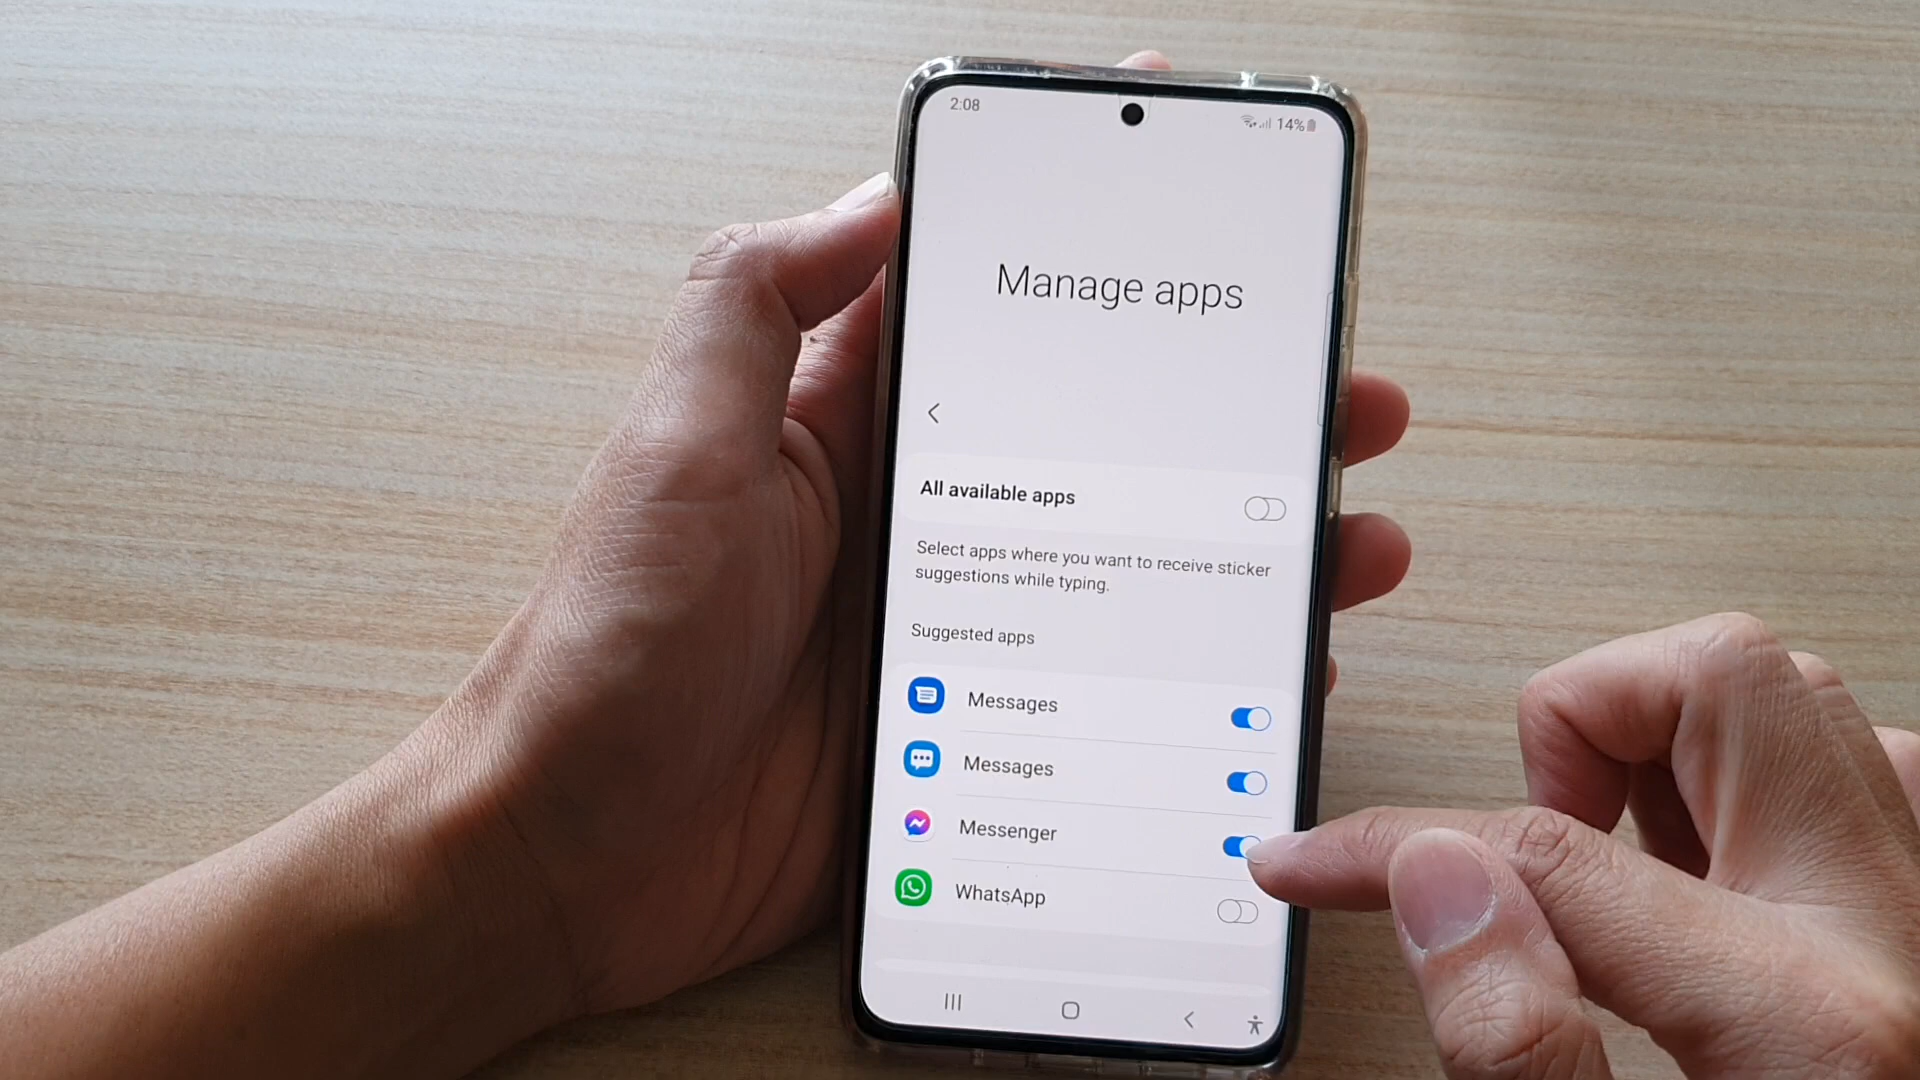 2:08
14%
Manage apps
All available apps
Select apps where you want to receive sticker
suggestions while typing.
Suggested apps
Messages
Messages
Messenger
WhatsApp